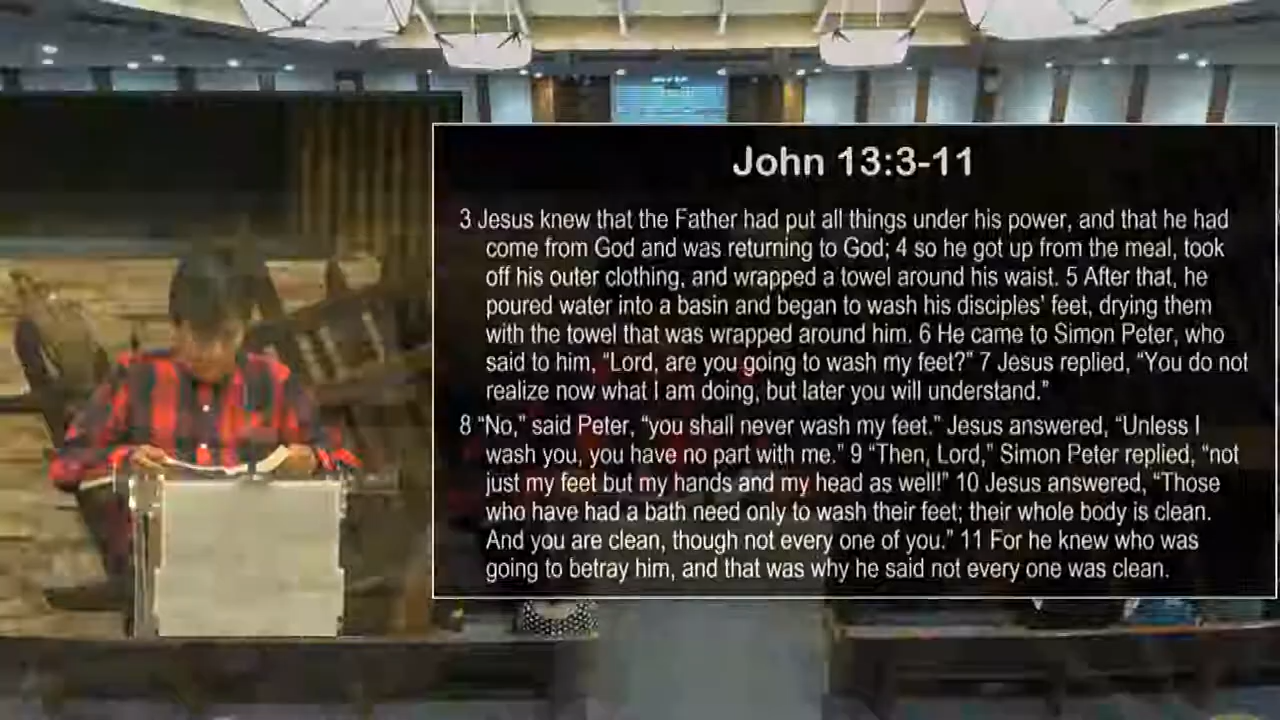 John 13:3-11
3 Jesus knew that the Father had put all things under his power, and that he had
come from God and was returning to God; 4 so he got up from the meal, took
off his outer clothing, and wrapped a towel around his waist. 5 After that, he
poured water into a basin and began to wash his disciples' feet, drying them
with the towel that was wrapped around him. 6 He came to Simon Peter, who
said to him, “Lord, are you going to wash my feet?” 7 Jesus replied, “You do not
realize now what I am doing, but later you will understand.”
8 “No,” said Peter, “you shall never wash my feet.” Jesus answered, “Unless I
wash you, you have no part with me.” 9 “Then, Lord,” Simon Peter replied, “not
just my feet but my hands and my head as well!” 10 Jesus answered, “Those
who have had a bath need only to wash their feet; their whole body is clean.
And you are clean, though not every one of you.” 11 For he knew who was
going to betray him, and that was why he said not every one was clean.